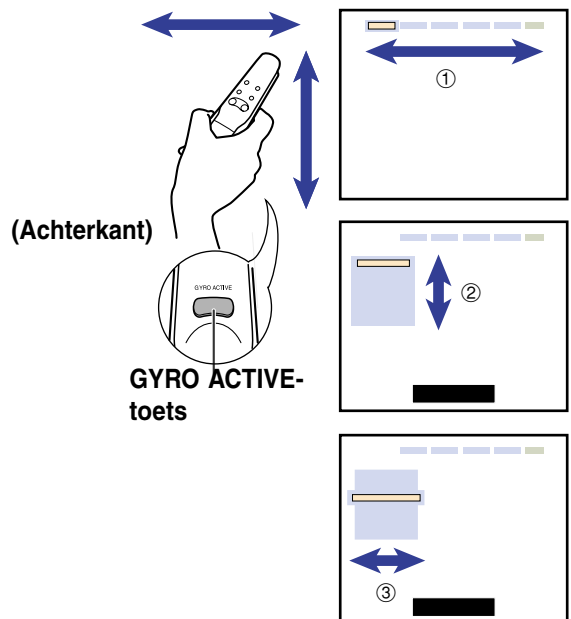 ①
(Achterkant)
②
GYRO ACTIVE
GYRO ACTIVE-
toets
③